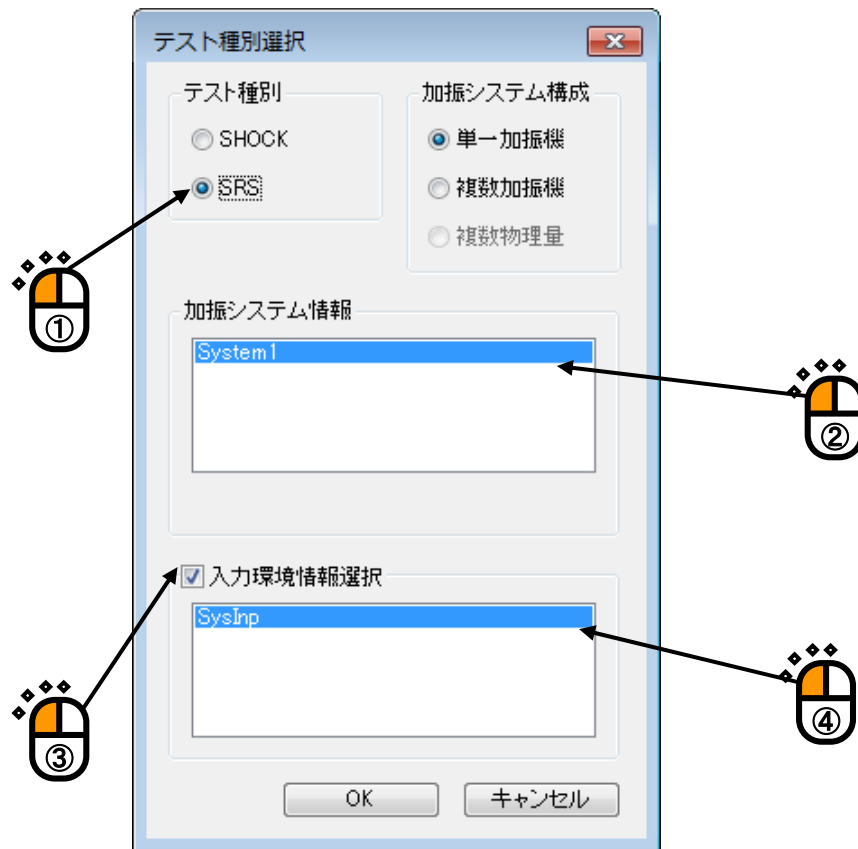 テスト種別選択
テスト種別
SHOCK
SRS
加振システム構成
単一加振機
複数加振機
複数物理量
①
加振システム情報
System1
②
入力環境情報選択
SysInp
③
④
OK
キャンセル